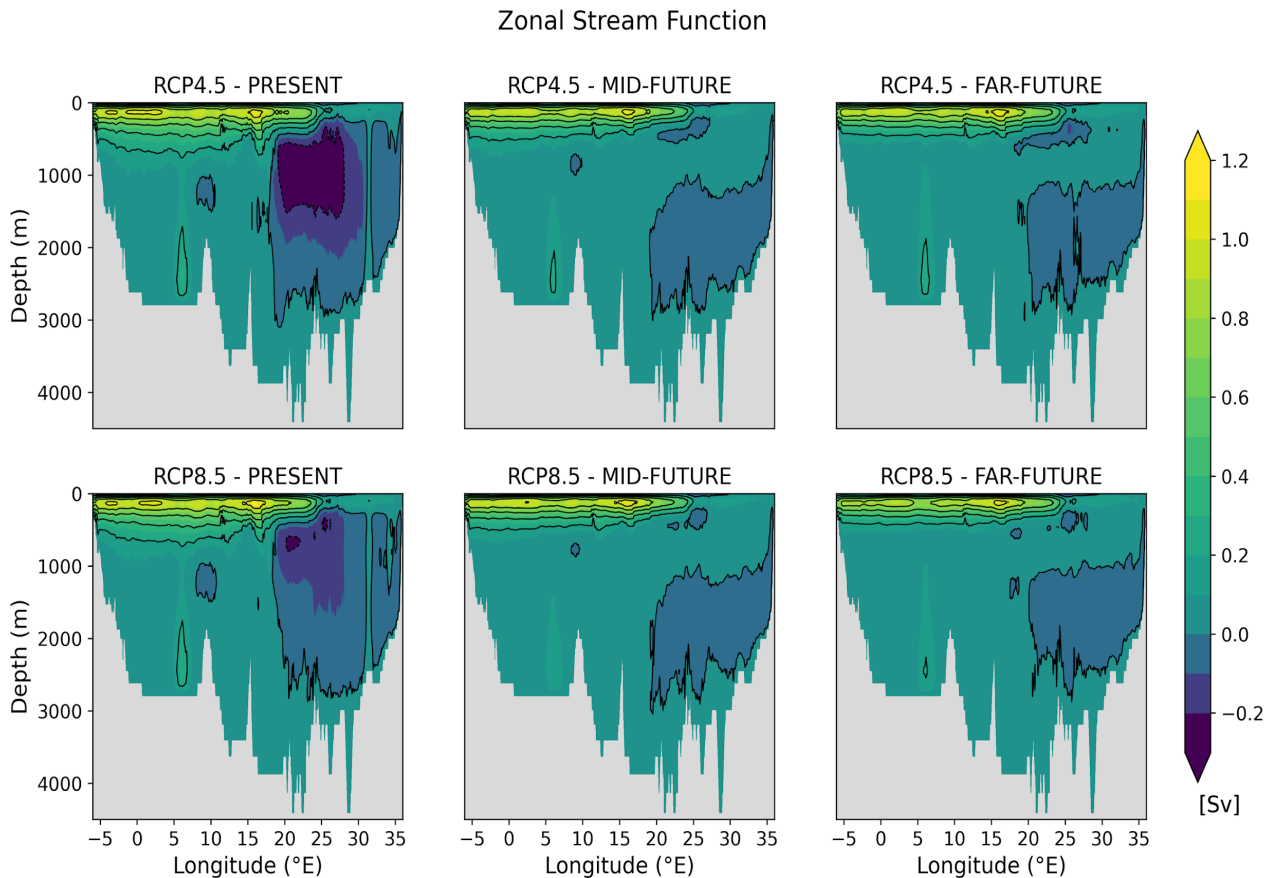 Zonal Stream Function
RCP4.5 - PRESENT
RCP4.5 - MID-FUTURE
RCP4.5 - FAR-FUTURE
0
1000
2000
3000
4000
Depth (m)
RCP8.5 - PRESENT
RCP8.5 - MID-FUTURE
RCP8.5 - FAR-FUTURE
0
1000
2000
3000
4000
Depth (m)
−5 0 5 10 15 20 25 30 35
−5 0 5 10 15 20 25 30 35
−5 0 5 10 15 20 25 30 35
Longitude (°E)
Longitude (°E)
Longitude (°E)
1.2
1.0
0.8
0.6
0.4
0.2
0.0
−0.2
[Sv]